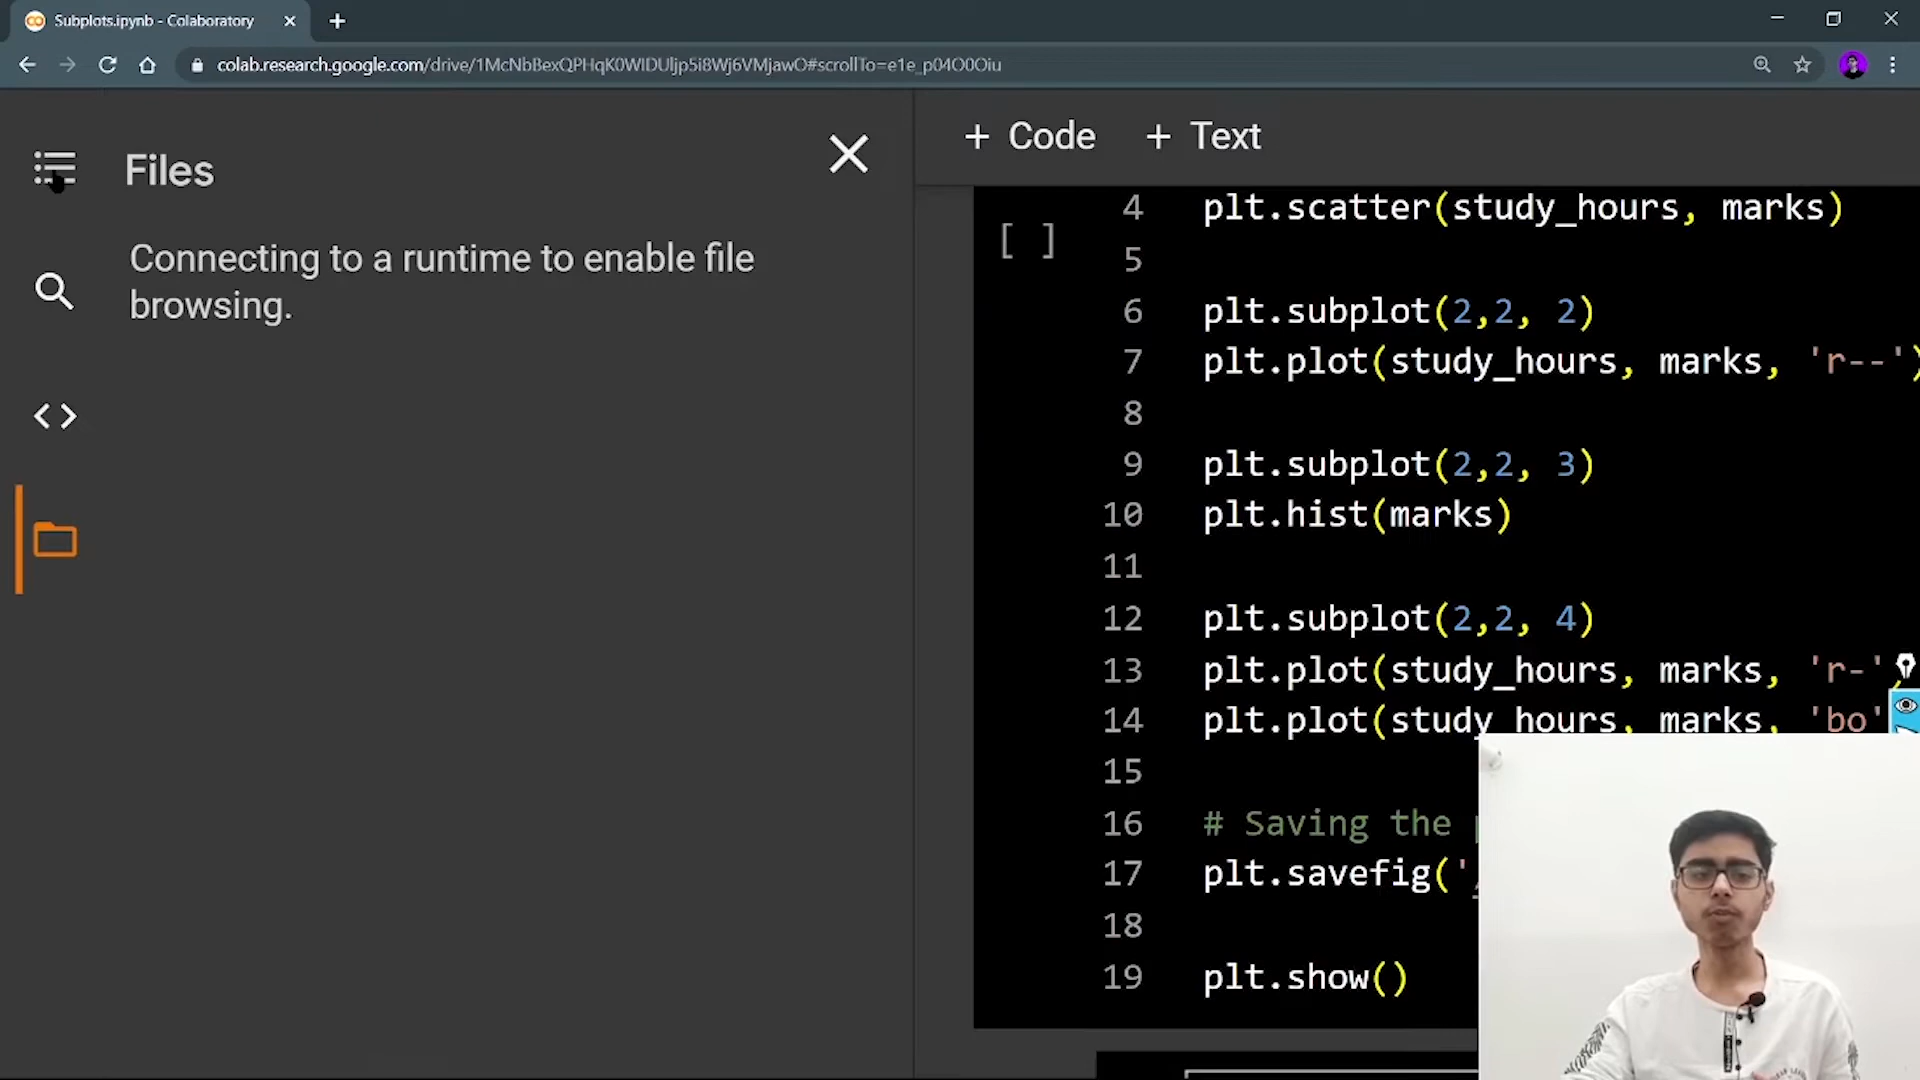 Subplots.ipynb - Colaboratory
colab.research.google.com/drive/1McNbBexQPHqK0WIDUljp5i8Wj6VMjawO#scrollTo=e1e_p04O0Oiu
Files
Connecting to a runtime to enable file
browsing.
+ Code + Text
[ ]
4 plt.scatter(study_hours, marks)
5
6 plt.subplot(2,2, 2)
7 plt.plot(study_hours, marks, 'r--')
8
9 plt.subplot(2,2, 3)
10 plt.hist(marks)
11
12 plt.subplot(2,2, 4)
13 plt.plot(study_hours, marks, 'r-'
14 plt.plot(study_hours, marks, 'bo'
15
16 # Saving the
17 plt.savefig('
18
19 plt.show()